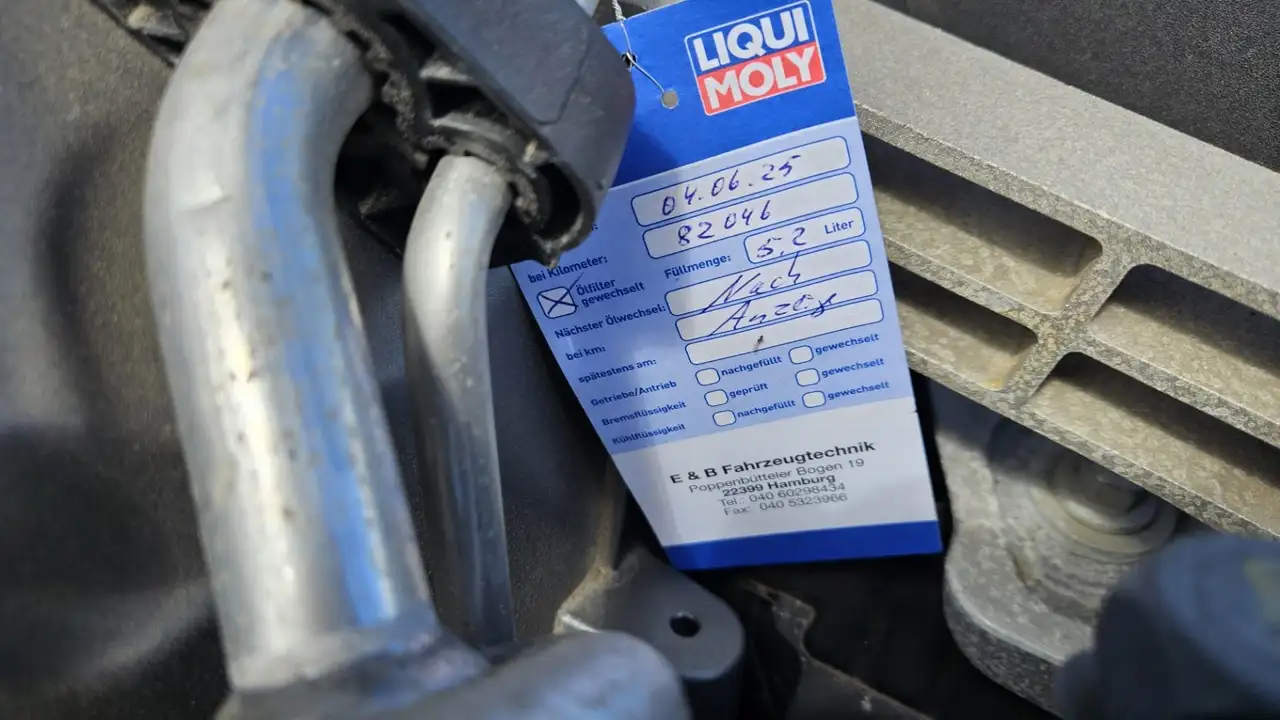 LIQUI
MOLY
04.06.25
bei Kilometer: 82046
Ölfilter gewechselt Füllmenge: 5.2 Liter
Nächster Ölwechsel:
bei km: Nach
spätestens am: Anzeige
Getriebe/Antrieb nachgefüllt gewechselt
Bremsflüssigkeit geprüft gewechselt
Kühlflüssigkeit nachgefüllt gewechselt
E & B Fahrzeugtechnik
Poppenbütteler Bogen 19
22399 Hamburg
Tel.: 040 60298434
Fax: 040 5323966